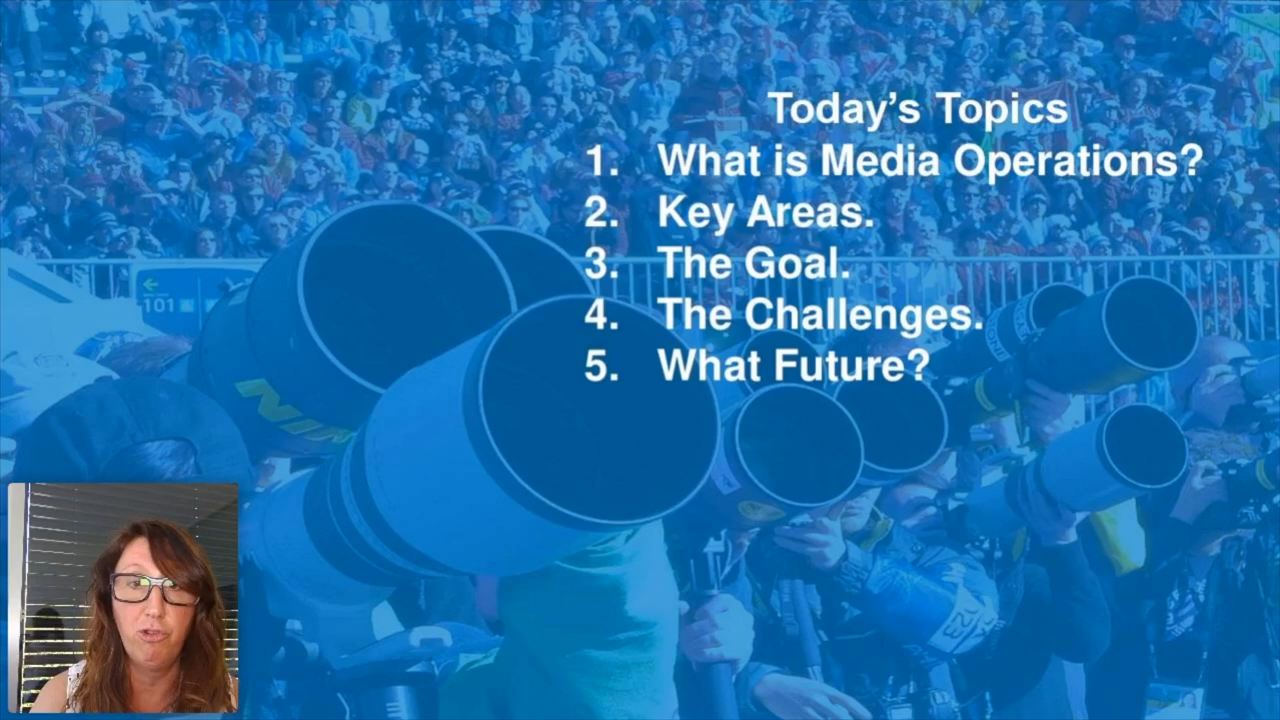 Today’s Topics
1. What is Media Operations?
2. Key Areas.
3. The Goal.
4. The Challenges.
5. What Future?
101